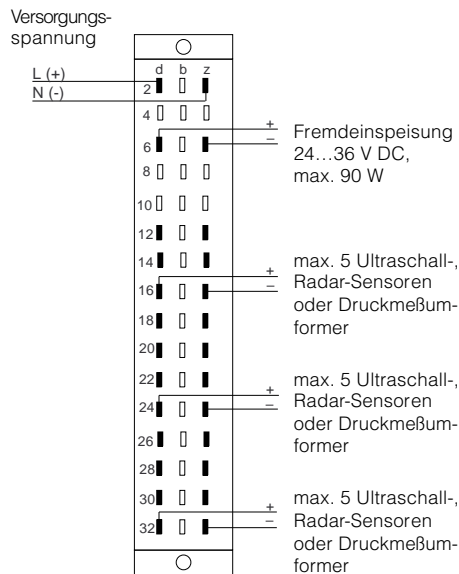 Versorgungs-
spannung
d b z
L (+)
2
N (-)
4
+
6
–
Fremdeinspeisung
24...36 V DC,
max. 90 W
8
10
12
14
max. 5 Ultraschall-,
+
16
–
Radar-Sensoren
oder Druckmeßum-
former
18
20
22
max. 5 Ultraschall-,
+
24
–
Radar-Sensoren
oder Druckmeßum-
former
26
28
30
max. 5 Ultraschall-,
+
32
–
Radar-Sensoren
oder Druckmeßum-
former